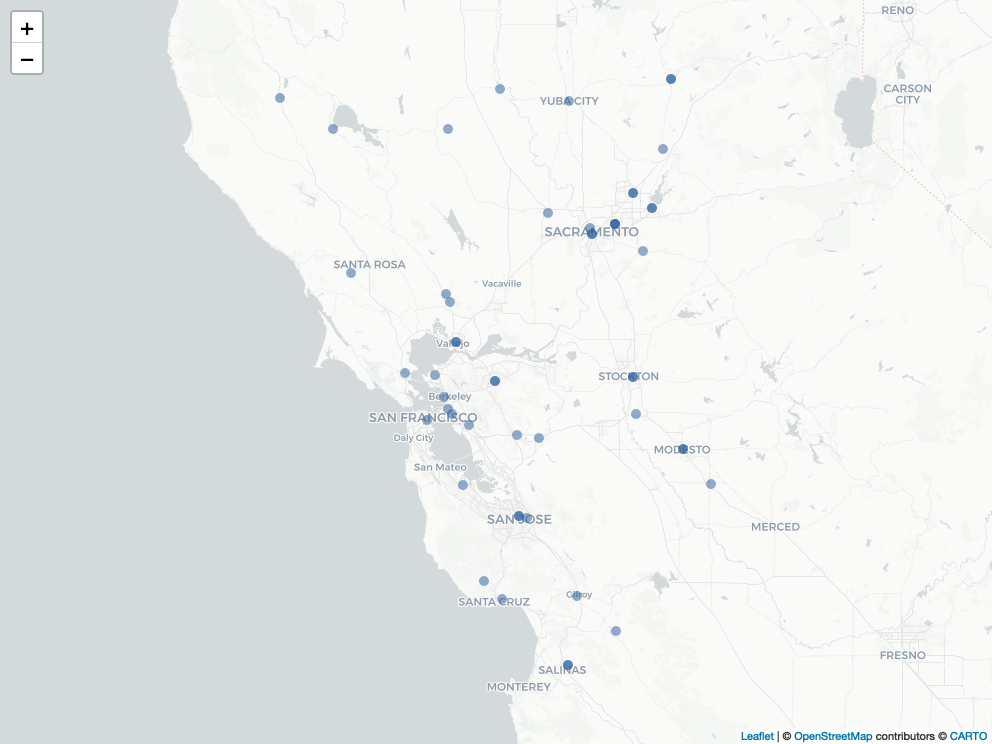 +
−
RENO
CARSON
CITY
YUBA CITY
SACRAMENTO
SANTA ROSA
Vacaville
Vallejo
STOCKTON
Berkeley
SAN FRANCISCO
Daly City
MODESTO
San Mateo
SAN JOSE
MERCED
Gilroy
SANTA CRUZ
FRESNO
SALINAS
MONTEREY
Leaflet | © OpenStreetMap contributors © CARTO